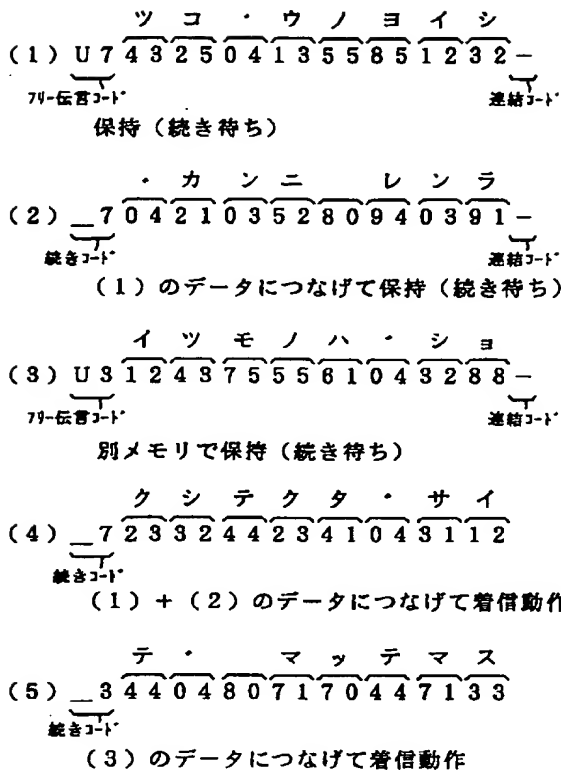 ツ コ ゛ ウ ノ ヨ イ シ
(1) U 7 4 3 2 5 0 4 1 3 5 5 8 5 1 2 3 2 −
フリー伝言コード 連結コード
保持(続き待ち)
゛ カ ン ニ レ ン ラ
(2) _ 7 0 4 2 1 0 3 5 2 8 0 9 4 0 3 9 1 −
続きコード 連結コード
(1)のデータにつなげて保持(続き待ち)
イ ツ モ ノ ハ ゛ シ ョ
(3) U 3 1 2 4 3 7 5 5 5 6 1 0 4 3 2 8 8 −
フリー伝言コード 連結コード
別メモリで保持(続き待ち)
ク シ テ ク タ ゛ サ イ
(4) _ 7 2 3 3 2 4 4 2 3 4 1 0 4 3 1 1 2
続きコード
(1)+(2)のデータにつなげて着信動作
テ ゛ マ ッ テ マ ス
(5) _ 3 4 4 0 4 8 0 7 1 7 0 4 4 7 1 3 3
続きコード
(3)のデータにつなげて着信動作